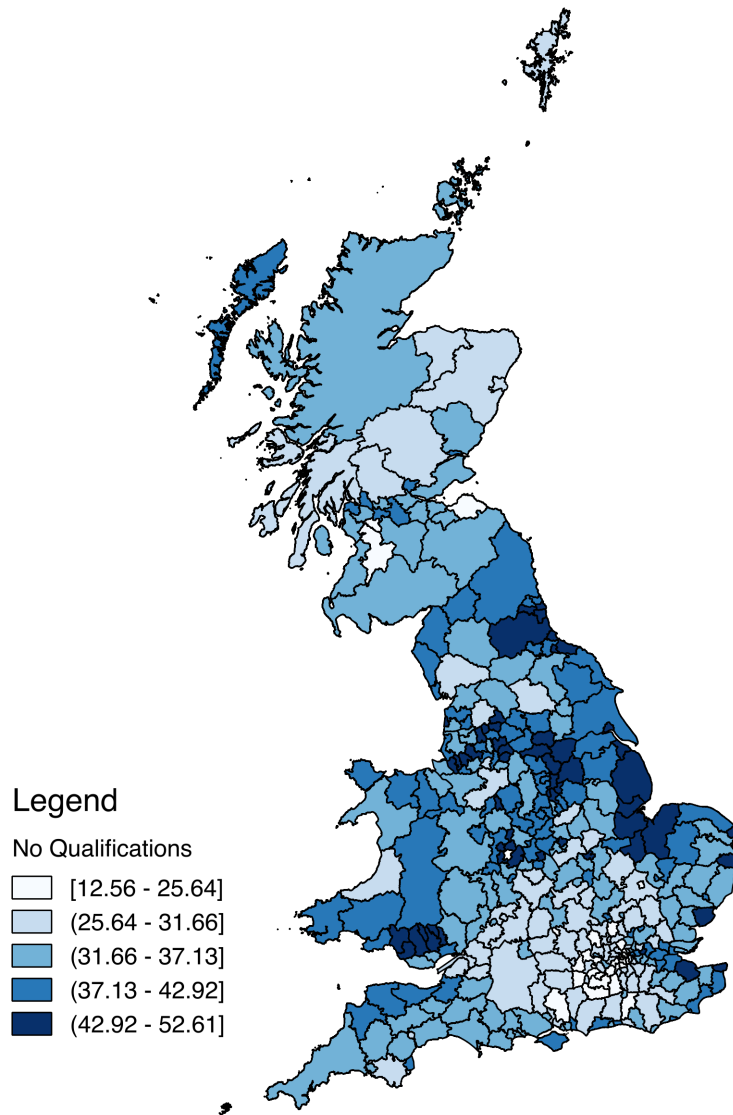 Legend
No Qualifications
[12.56 - 25.64]
(25.64 - 31.66]
(31.66 - 37.13]
(37.13 - 42.92]
(42.92 - 52.61]